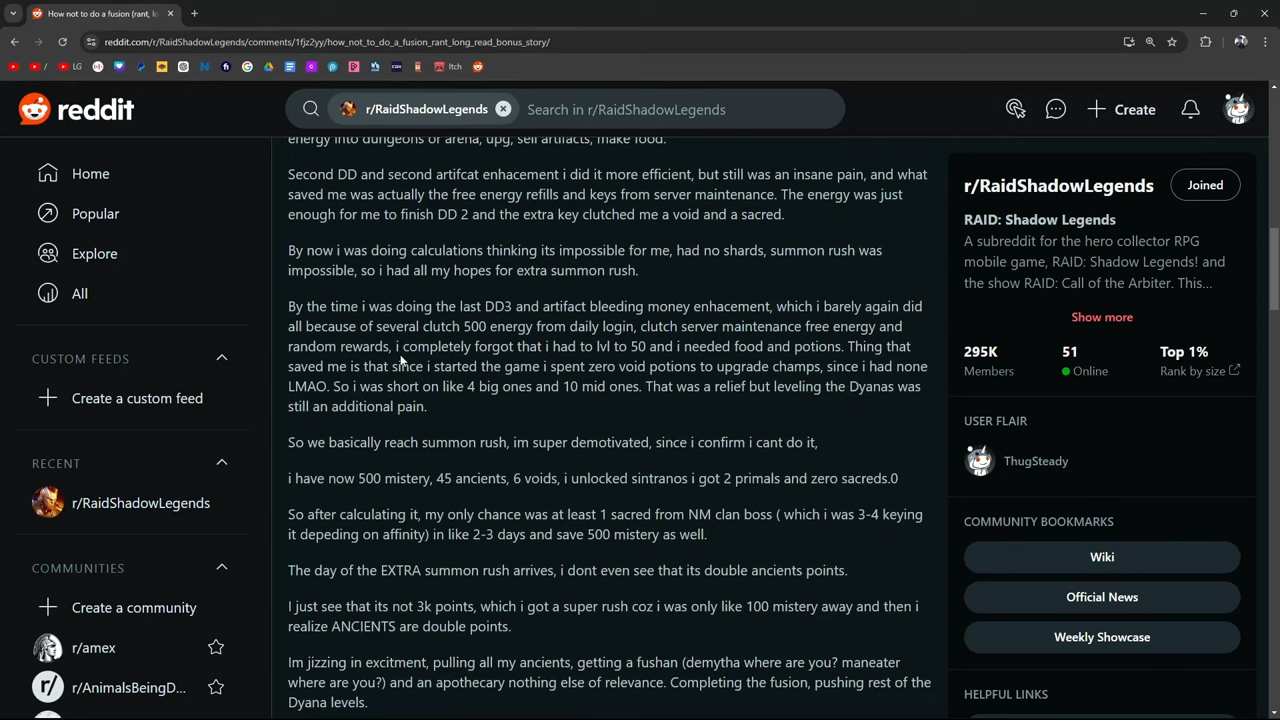 How not to do a fusion (rant, lo
reddit.com/r/RaidShadowLegends/comments/1fjz2yy/how_not_to_do_a_fusion_rant_long_read_bonus_story/
/
LG
Itch
reddit
r/RaidShadowLegends
Search in r/RaidShadowLegends
Create
Home
Popular
Explore
All
CUSTOM FEEDS
Create a custom feed
RECENT
r/RaidShadowLegends
COMMUNITIES
Create a community
r/amex
r/AnimalsBeingD...
energy into dungeons or arena, upg, sell artifacts, make food.
Second DD and second artifcat enhacement i did it more efficient, but still was an insane pain, and what
saved me was actually the free energy refills and keys from server maintenance. The energy was just
enough for me to finish DD 2 and the extra key clutched me a void and a sacred.
By now i was doing calculations thinking its impossible for me, had no shards, summon rush was
impossible, so i had all my hopes for extra summon rush.
By the time i was doing the last DD3 and artifact bleeding money enhacement, which i barely again did
all because of several clutch 500 energy from daily login, clutch server maintenance free energy and
random rewards, i completely forgot that i had to lvl to 50 and i needed food and potions. Thing that
saved me is that since i started the game i spent zero void potions to upgrade champs, since i had none
LMAO. So i was short on like 4 big ones and 10 mid ones. That was a relief but leveling the Dyanas was
still an additional pain.
So we basically reach summon rush, im super demotivated, since i confirm i cant do it,
i have now 500 mistery, 45 ancients, 6 voids, i unlocked sintranos i got 2 primals and zero sacreds.0
So after calculating it, my only chance was at least 1 sacred from NM clan boss ( which i was 3-4 keying
it depeding on affinity) in like 2-3 days and save 500 mistery as well.
The day of the EXTRA summon rush arrives, i dont even see that its double ancients points.
I just see that its not 3k points, which i got a super rush coz i was only like 100 mistery away and then i
realize ANCIENTS are double points.
Im jizzing in excitment, pulling all my ancients, getting a fushan (demytha where are you? maneater
where are you?) and an apothecary nothing else of relevance. Completing the fusion, pushing rest of the
Dyana levels.
r/RaidShadowLegends
Joined
RAID: Shadow Legends
A subreddit for the hero collector RPG
mobile game, RAID: Shadow Legends! and
the show RAID: Call of the Arbiter. This...
Show more
295K
51
Top 1%
Members
Online
Rank by size
USER FLAIR
ThugSteady
COMMUNITY BOOKMARKS
Wiki
Official News
Weekly Showcase
HELPFUL LINKS